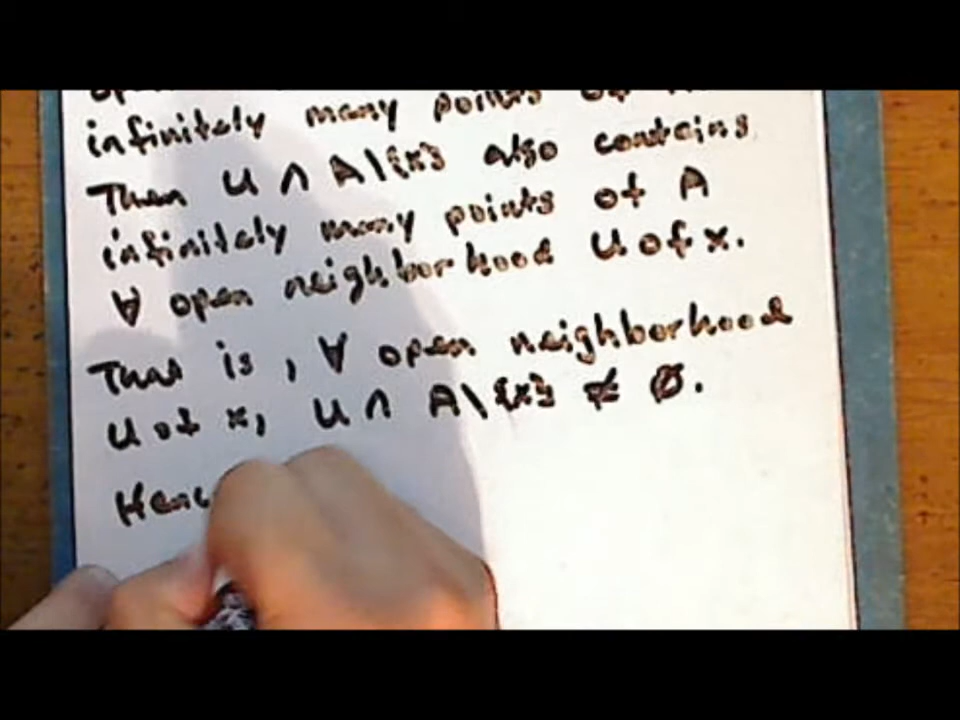 infinitely many points of
Then U ∩ A\{x} also contains
infinitely many points of A
∀ open neighborhood U of x.
That is, ∀ open neighborhood
U of x, U ∩ A\{x} ≠ ∅.
Henc